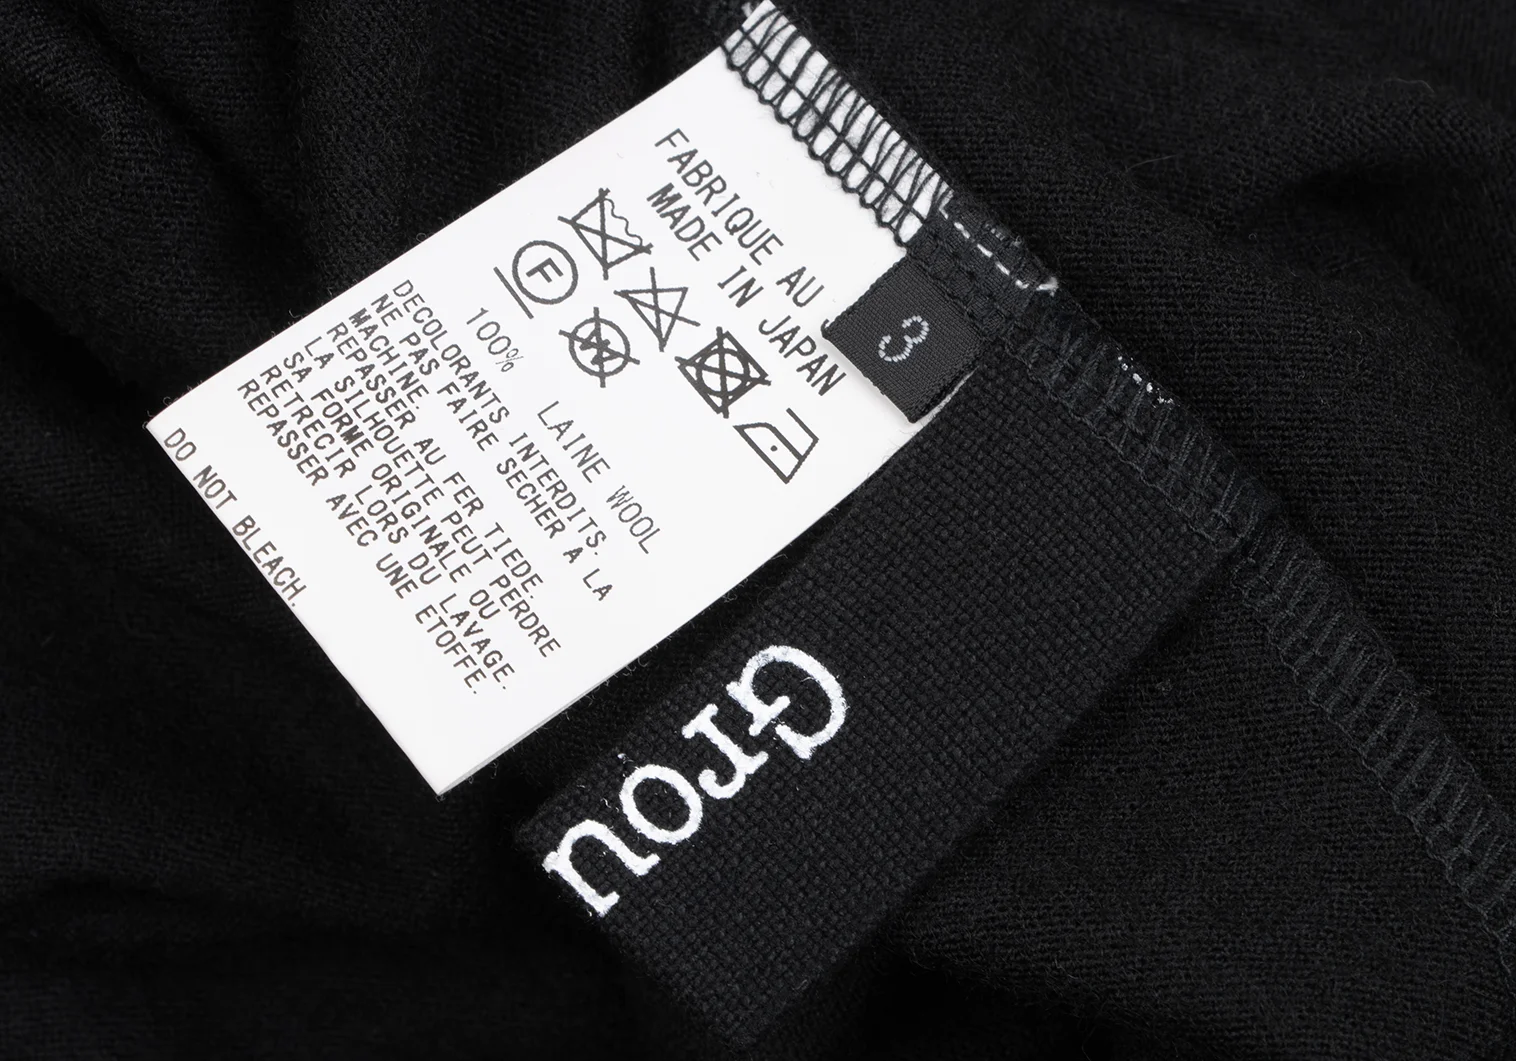 FABRIQUE AU
MADE IN JAPAN
F
W
100% LAINE WOOL
DECOLORANTS INTERDITS.
NE PAS FAIRE SECHER A LA
MACHINE.
REPASSER AU FER TIEDE.
LA SILHOUETTE PEUT PERDRE
SA FORME ORIGINALE OU
RETRECIR LORS DU LAVAGE.
REPASSER AVEC UNE ETOFFE.
DO NOT BLEACH.
3
Grou